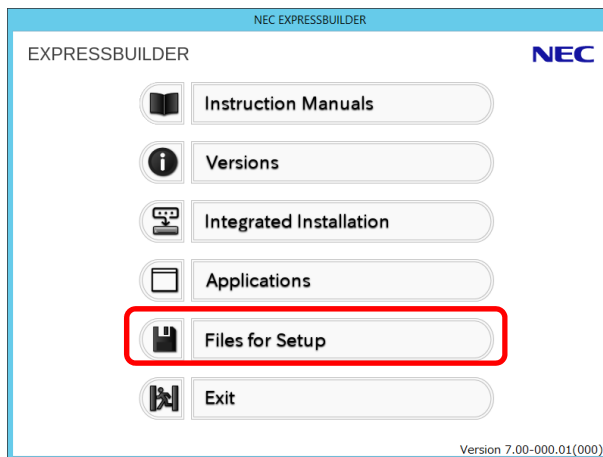 NEC EXPRESSBUILDER
EXPRESSBUILDER
NEC
Instruction Manuals
Versions
Integrated Installation
Applications
Files for Setup
Exit
Version 7.00-000.01(000)